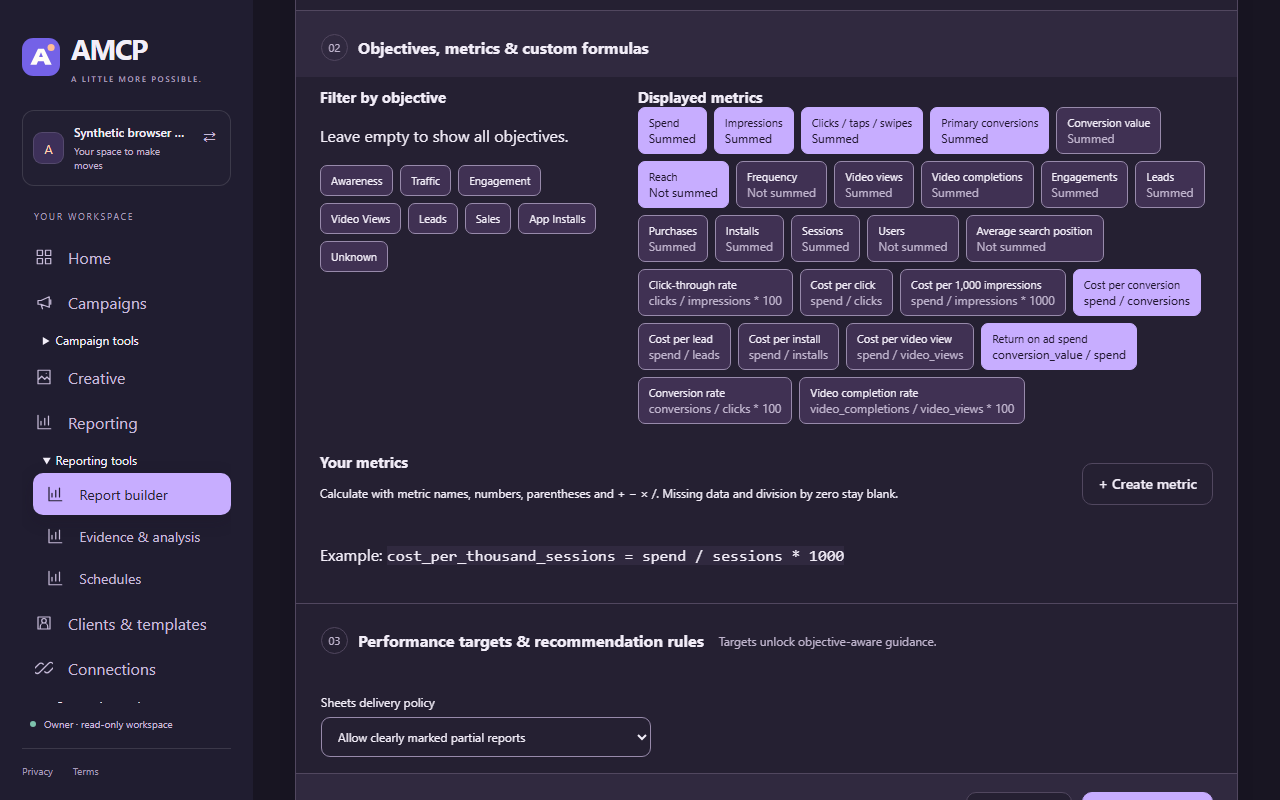 AMCP
A LITTLE MORE POSSIBLE.
A
Synthetic browser ...
Your space to make
moves
YOUR WORKSPACE
Home
Campaigns
Campaign tools
Creative
Reporting
Reporting tools
Report builder
Evidence & analysis
Schedules
Clients & templates
Connections
Owner · read-only workspace
Privacy Terms
02 Objectives, metrics & custom formulas
Filter by objective
Leave empty to show all objectives.
Awareness Traffic Engagement
Video Views Leads Sales App Installs
Unknown
Displayed metrics
Spend Impressions Clicks / taps / swipes Primary conversions Conversion value
Summed Summed Summed Summed Summed
Reach Frequency Video views Video completions Engagements Leads
Not summed Not summed Summed Summed Summed Summed
Purchases Installs Sessions Users Average search position
Summed Summed Summed Not summed Not summed
Click-through rate Cost per click Cost per 1,000 impressions Cost per conversion
clicks / impressions * 100 spend / clicks spend / impressions * 1000 spend / conversions
Cost per lead Cost per install Cost per video view Return on ad spend
spend / leads spend / installs spend / video_views conversion_value / spend
Conversion rate Video completion rate
conversions / clicks * 100 video_completions / video_views * 100
Your metrics
Calculate with metric names, numbers, parentheses and + − × /. Missing data and division by zero stay blank.
+ Create metric
Example: cost_per_thousand_sessions = spend / sessions * 1000
03 Performance targets & recommendation rules Targets unlock objective-aware guidance.
Sheets delivery policy
Allow clearly marked partial reports